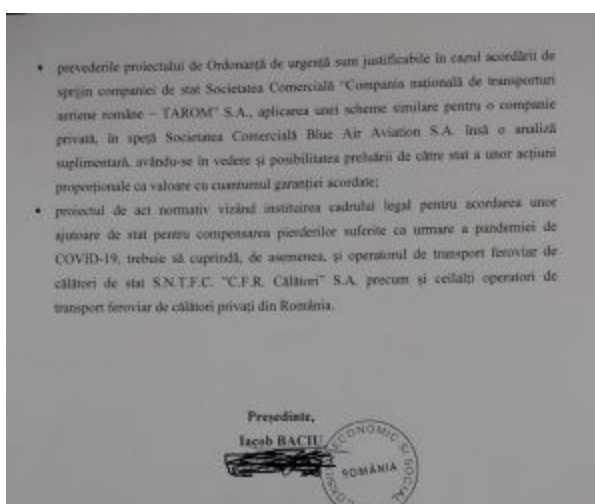 • prevederile proiectului de Ordonanță de urgență sunt justificabile în cazul acordării de
sprijin companiei de stat Societatea Comercială "Compania națională de transporturi
aeriene române – TAROM" S.A., aplicarea unei scheme similare pentru o companie
privată, în speță Societatea Comercială Blue Air Aviation S.A. însă o analiză
suplimentară, avându-se în vedere și posibilitatea preluării de către stat a unor acțiuni
proporționale ca valoare cu cuantumul garanției acordate;
• proiectul de act normativ vizând instituirea cadrului legal pentru acordarea unor
ajutoare de stat pentru compensarea pierderilor suferite ca urmare a pandemiei de
COVID-19, trebuie să cuprindă, de asemenea, și operatorul de transport feroviar de
călători de stat S.N.T.F.C. "C.F.R. Călători" S.A. precum și ceilalți operatori de
transport feroviar de călători privați din România.
Președinte,
Iacob BACIU
ECONOMIC ȘI SOCIAL
ROMÂNIA